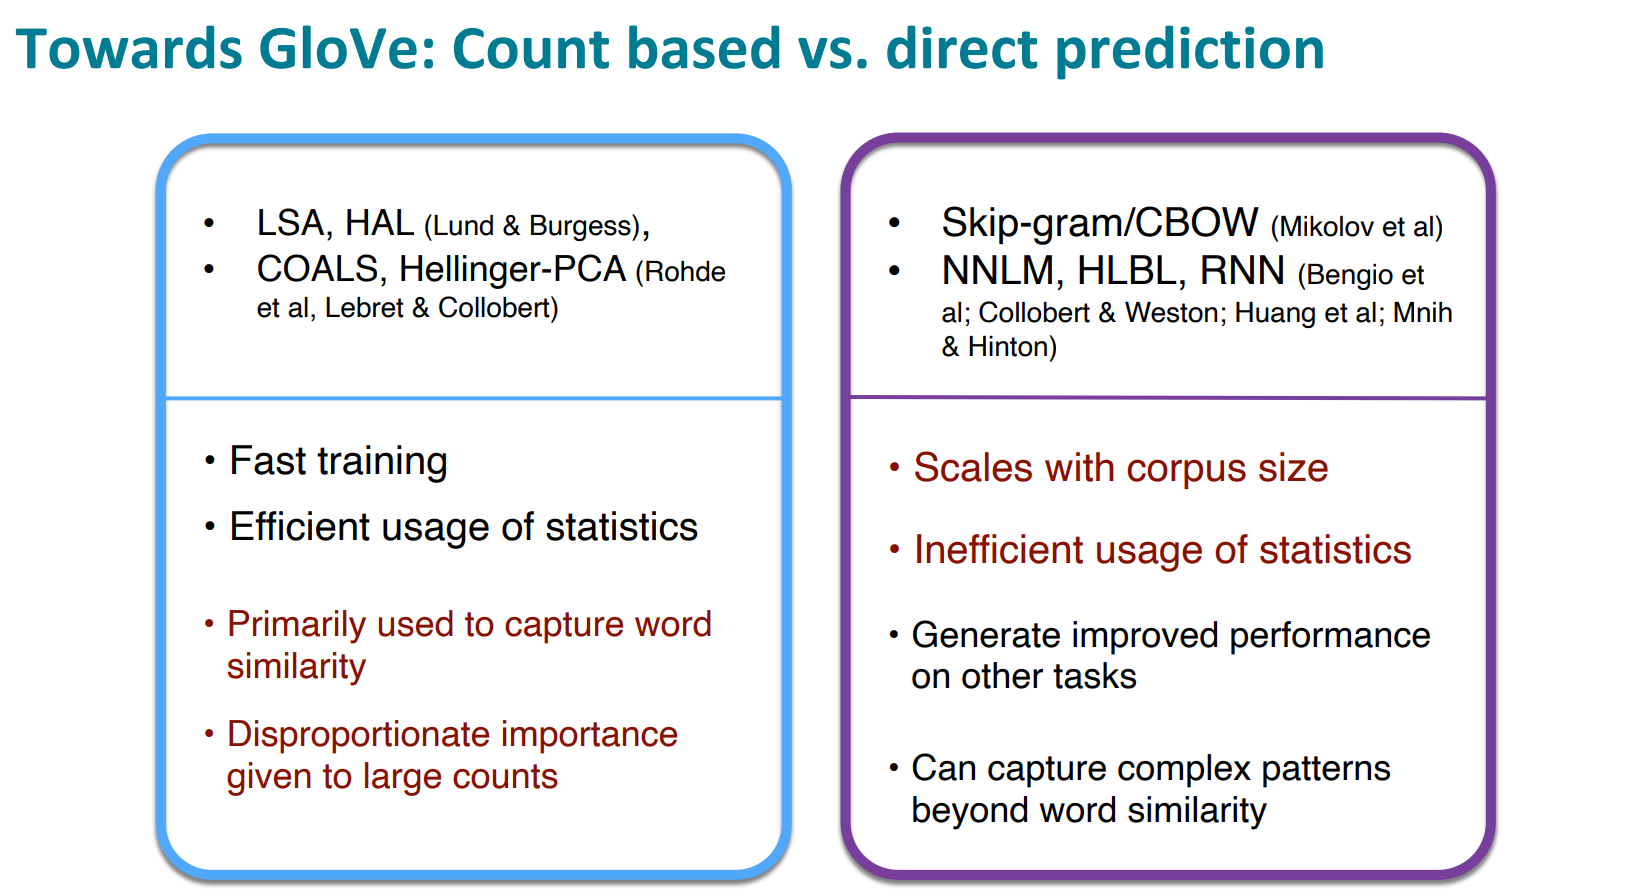 Towards GloVe: Count based vs. direct prediction
• LSA, HAL (Lund & Burgess),
• COALS, Hellinger-PCA (Rohde
et al, Lebret & Collobert)
• Fast training
• Efficient usage of statistics
• Primarily used to capture word
similarity
• Disproportionate importance
given to large counts
• Skip-gram/CBOW (Mikolov et al)
• NNLM, HLBL, RNN (Bengio et
al; Collobert & Weston; Huang et al; Mnih
& Hinton)
• Scales with corpus size
• Inefficient usage of statistics
• Generate improved performance
on other tasks
• Can capture complex patterns
beyond word similarity